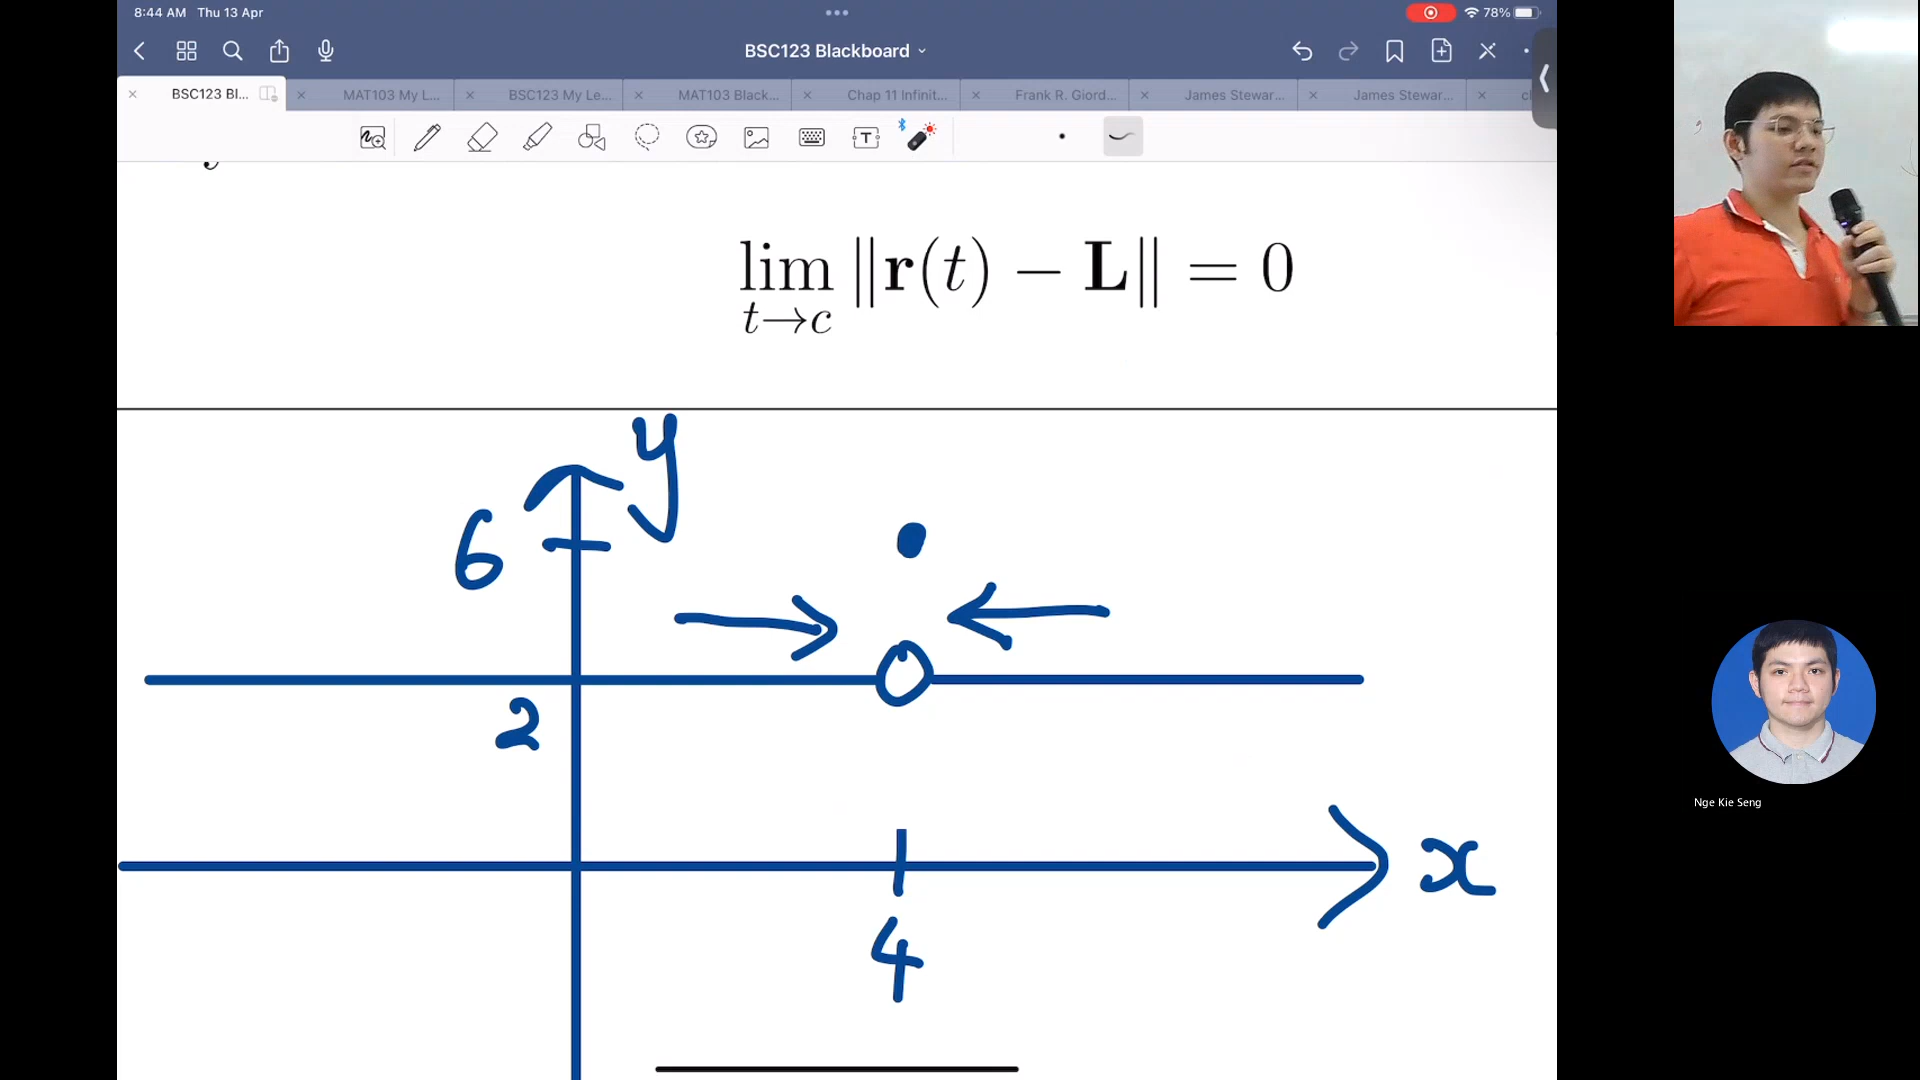 8:44 AM Thu 13 Apr
78%
BSC123 Blackboard
BSC123 Bl...
MAT103 My L...
BSC123 My Le...
MAT103 Black...
Chap 11 Infinit...
Frank R. Giord...
James Stewar...
James Stewar...
T
lim t→c ‖r(t) − L‖ = 0
y
6
2
x
4
Nge Kie Seng